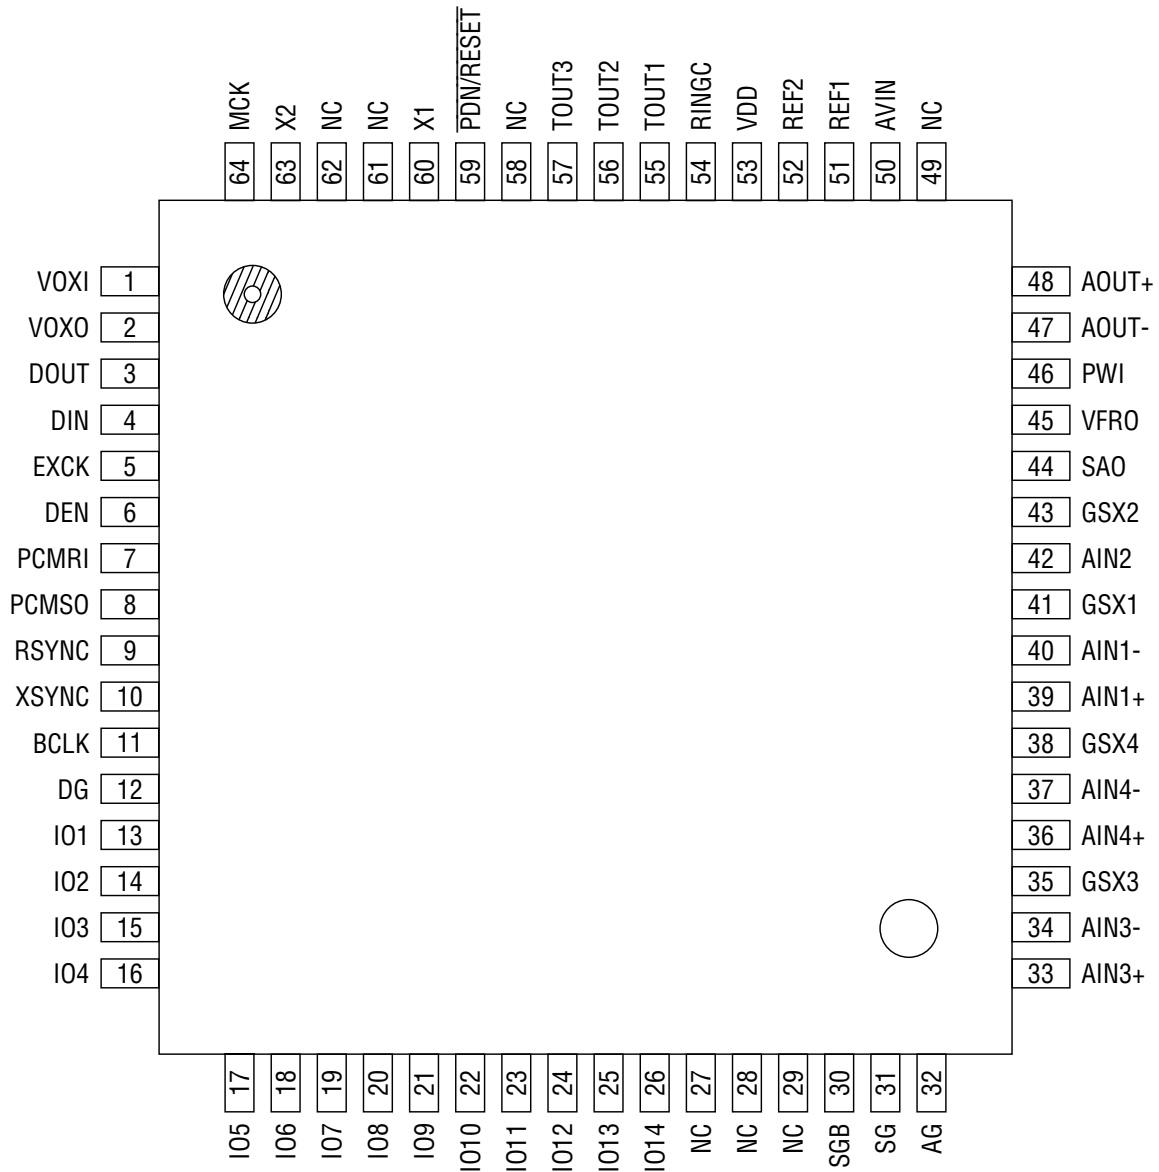 MCK X2 NC NC X1 PDN/RESET NC TOUT3 TOUT2 TOUT1 RINGC VDD REF2 REF1 AVIN NC
64 63 62 61 60 59 58 57 56 55 54 53 52 51 50 49
VOXI 1 48 AOUT+
VOXO 2 47 AOUT-
DOUT 3 46 PWI
DIN 4 45 VFRO
EXCK 5 44 SAO
DEN 6 43 GSX2
PCMRI 7 42 AIN2
PCMSO 8 41 GSX1
RSYNC 9 40 AIN1-
XSYNC 10 39 AIN1+
BCLK 11 38 GSX4
DG 12 37 AIN4-
IO1 13 36 AIN4+
IO2 14 35 GSX3
IO3 15 34 AIN3-
IO4 16 33 AIN3+
17 18 19 20 21 22 23 24 25 26 27 28 29 30 31 32
IO5 IO6 IO7 IO8 IO9 IO10 IO11 IO12 IO13 IO14 NC NC NC SGB SG AG